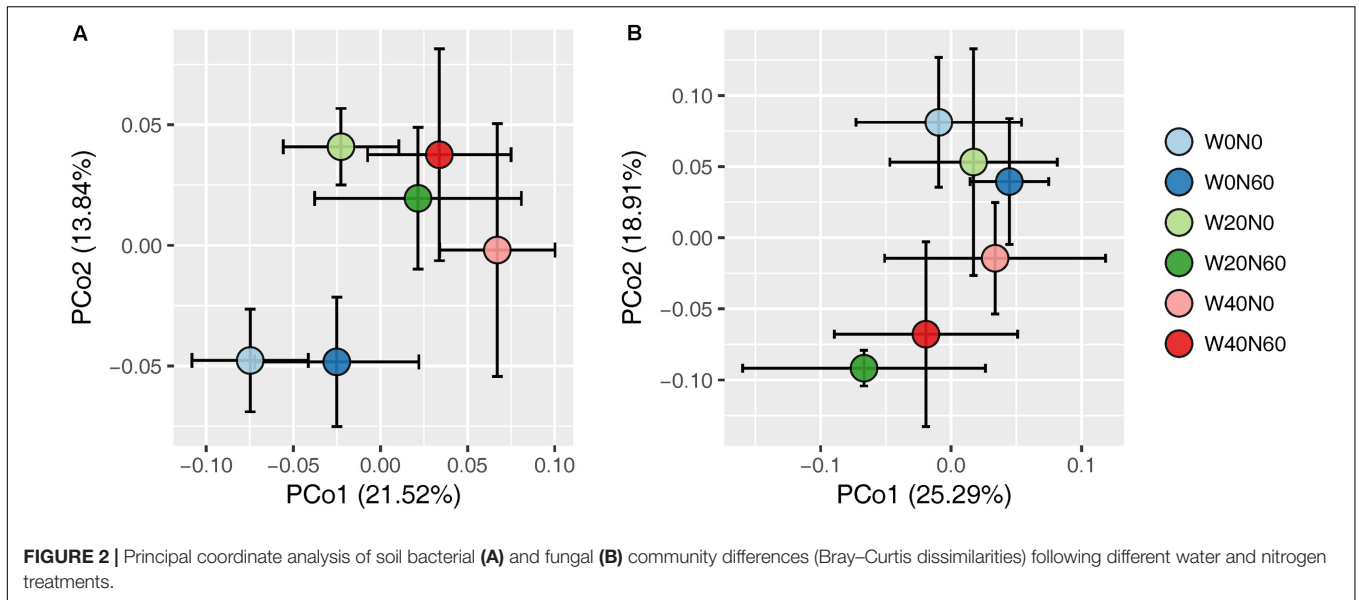 A
0.05
0.00
−0.05
PCo2 (13.84%)
−0.10
−0.05
0.00
0.05
0.10
PCo1 (21.52%)
B
0.10
0.05
0.00
−0.05
−0.10
PCo2 (18.91%)
−0.1
0.0
0.1
PCo1 (25.29%)
W0N0
W0N60
W20N0
W20N60
W40N0
W40N60
FIGURE 2 | Principal coordinate analysis of soil bacterial (A) and fungal (B) community differences (Bray–Curtis dissimilarities) following different water and nitrogen
treatments.